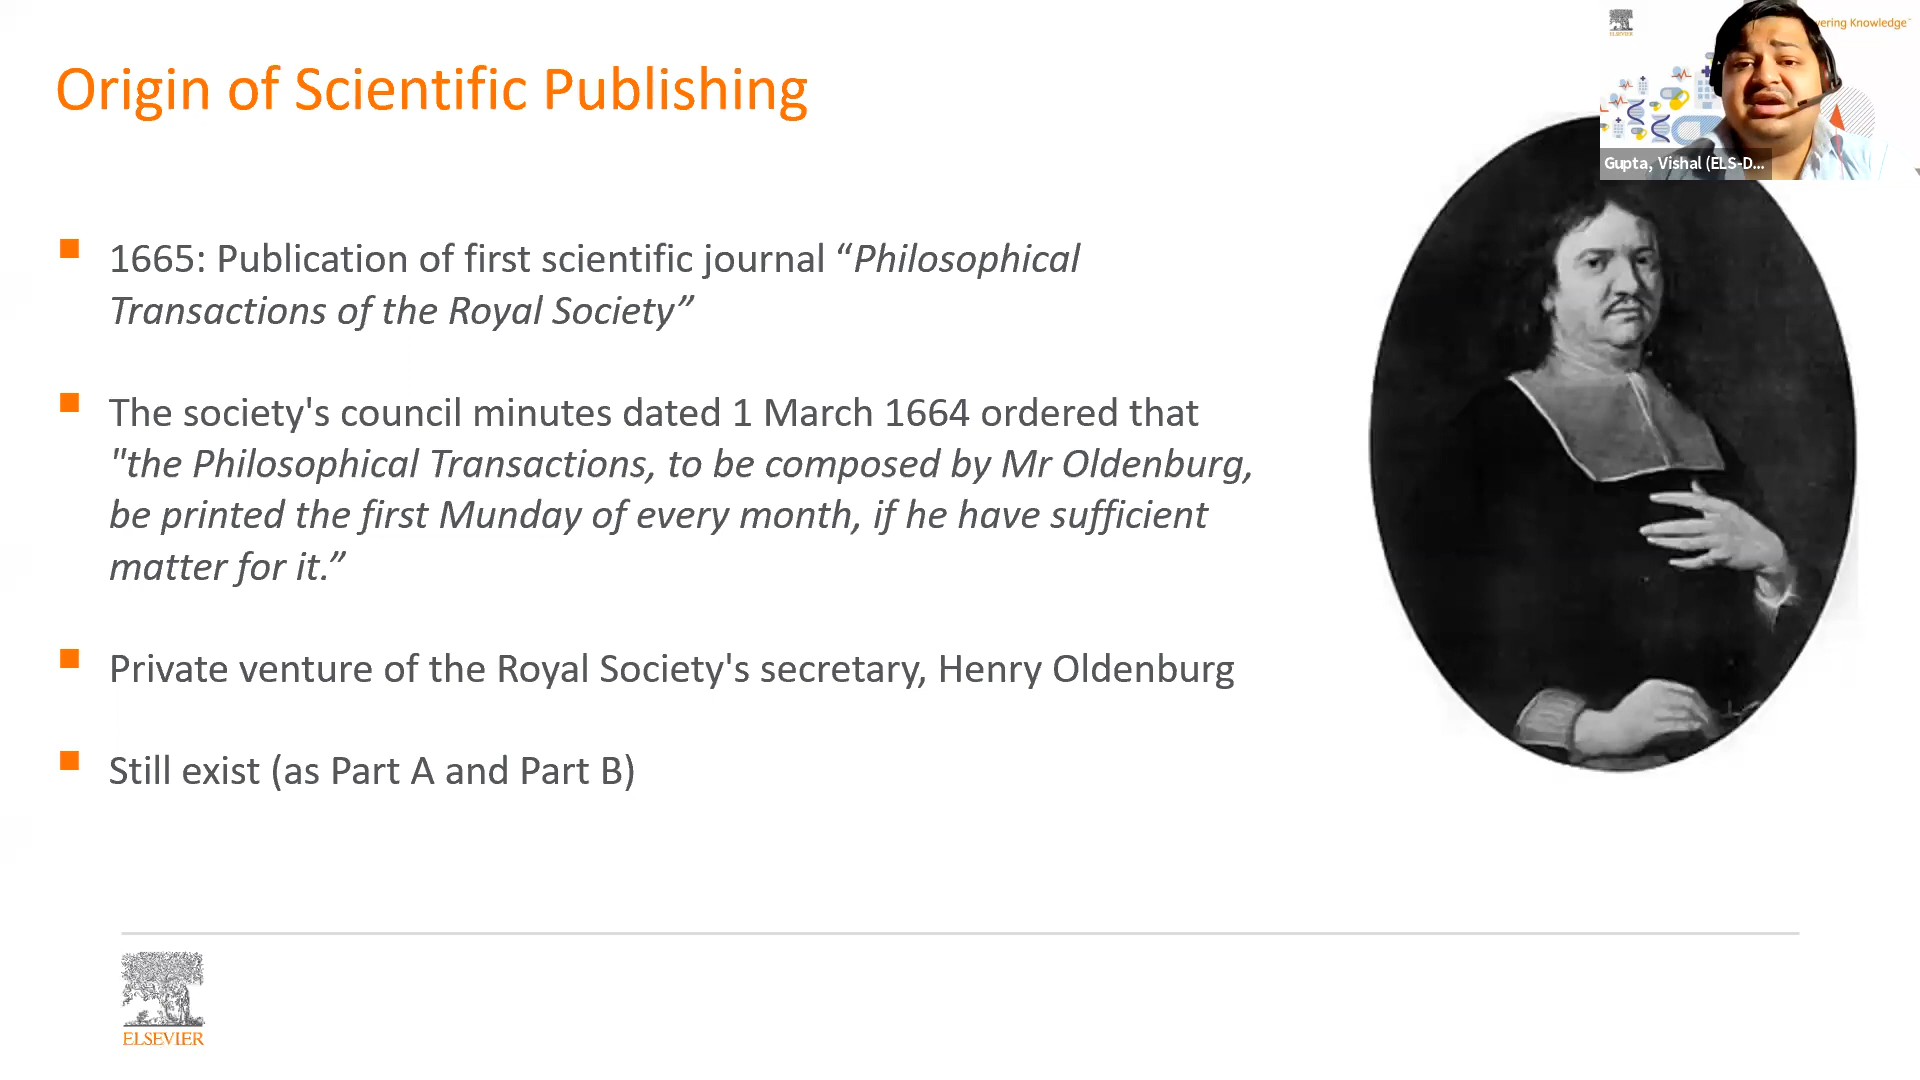 Origin of Scientific Publishing
1665: Publication of first scientific journal “Philosophical
Transactions of the Royal Society”
The society's council minutes dated 1 March 1664 ordered that
"the Philosophical Transactions, to be composed by Mr Oldenburg,
be printed the first Munday of every month, if he have sufficient
matter for it.”
Private venture of the Royal Society's secretary, Henry Oldenburg
Still exist (as Part A and Part B)
ELSEVIER
ELSEVIER
vering Knowledge™
Gupta, Vishal (ELS-D...